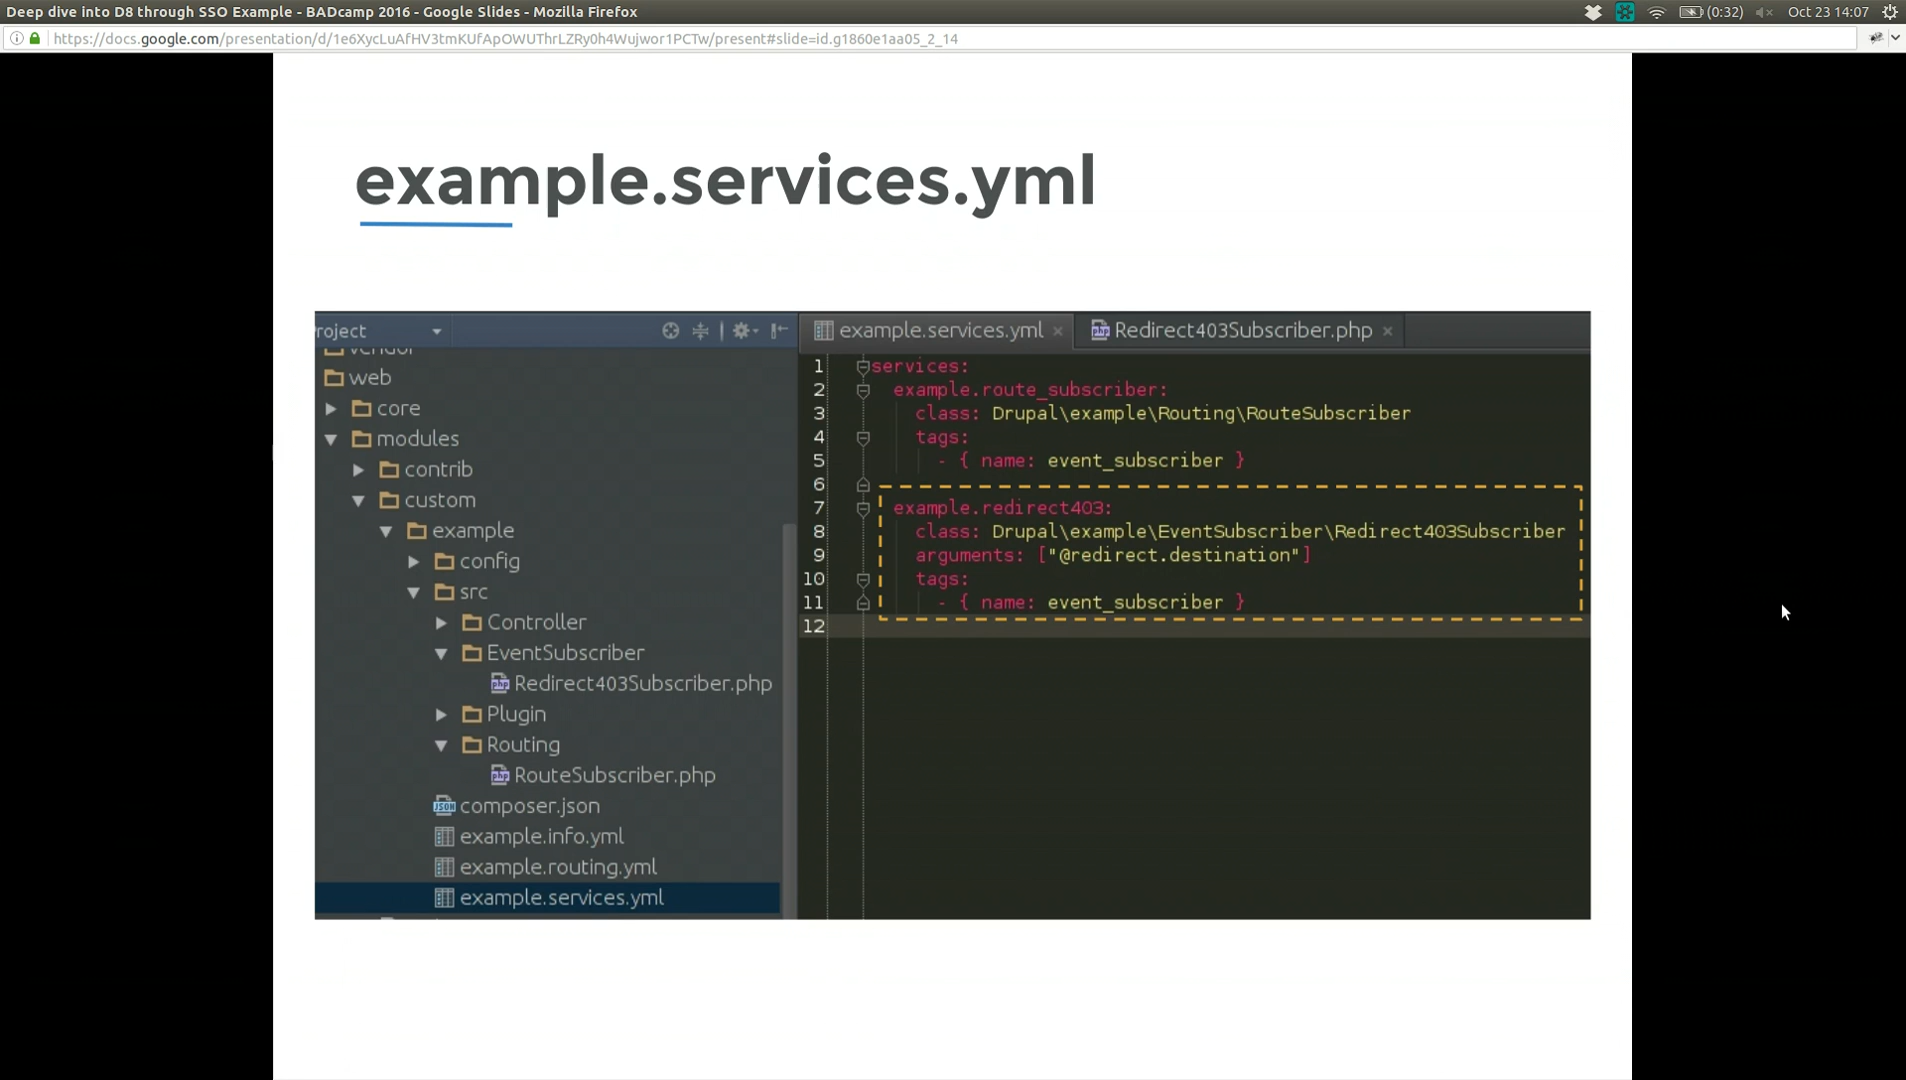 Deep dive into D8 through SSO Example - BADcamp 2016 - Google Slides - Mozilla Firefox
(0:32)
Oct 23 14:07
https://docs.google.com/presentation/d/1e6XycLuAfHV3tmKUfApOWUThrLZRy0h4Wujwor1PCTw/present#slide=id.g1860e1aa05_2_14
example.services.yml
roject
vendor
web
core
modules
contrib
custom
example
config
src
Controller
EventSubscriber
Redirect403Subscriber.php
Plugin
Routing
RouteSubscriber.php
composer.json
example.info.yml
example.routing.yml
example.services.yml
example.services.yml × Redirect403Subscriber.php ×
1 services:
2 example.route_subscriber:
3 class: Drupal\example\Routing\RouteSubscriber
4 tags:
5 - { name: event_subscriber }
6
7 example.redirect403:
8 class: Drupal\example\EventSubscriber\Redirect403Subscriber
9 arguments: ["@redirect.destination"]
10 tags:
11 - { name: event_subscriber }
12